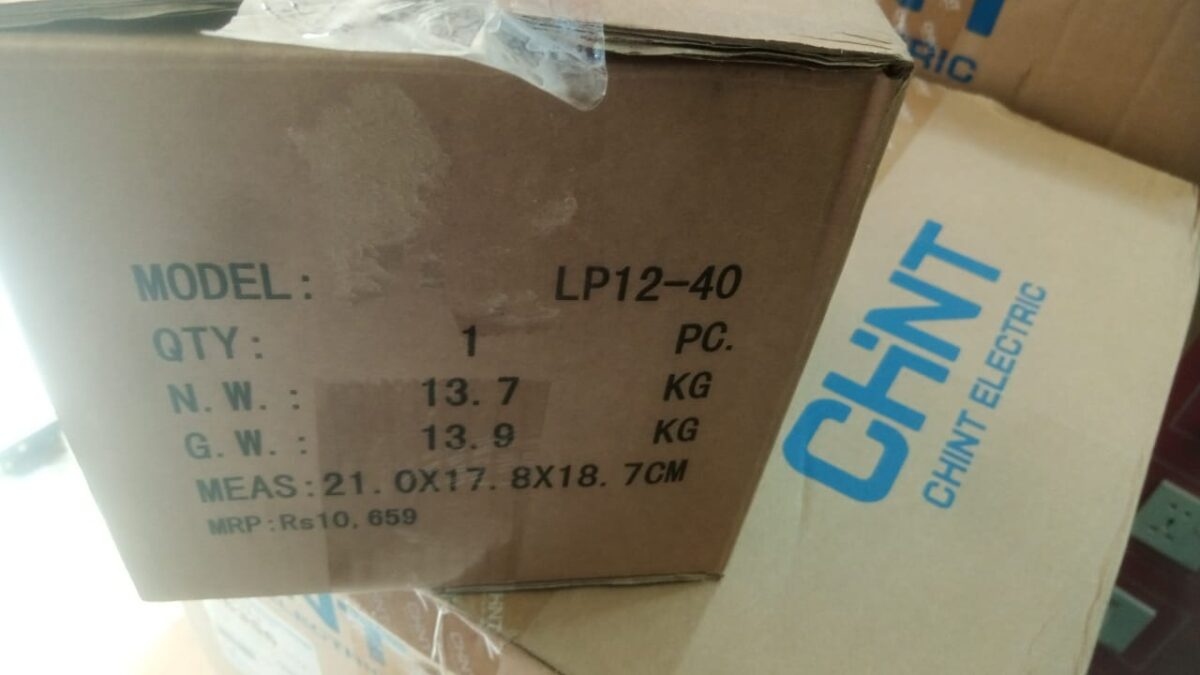 MODEL: LP12-40
QTY: 1 PC.
N.W.: 13.7 KG
G.W.: 13.9 KG
MEAS:21.0X17.8X18.7CM
MRP:Rs10,659
CHiNT
CHINT ELECTRIC
RIC